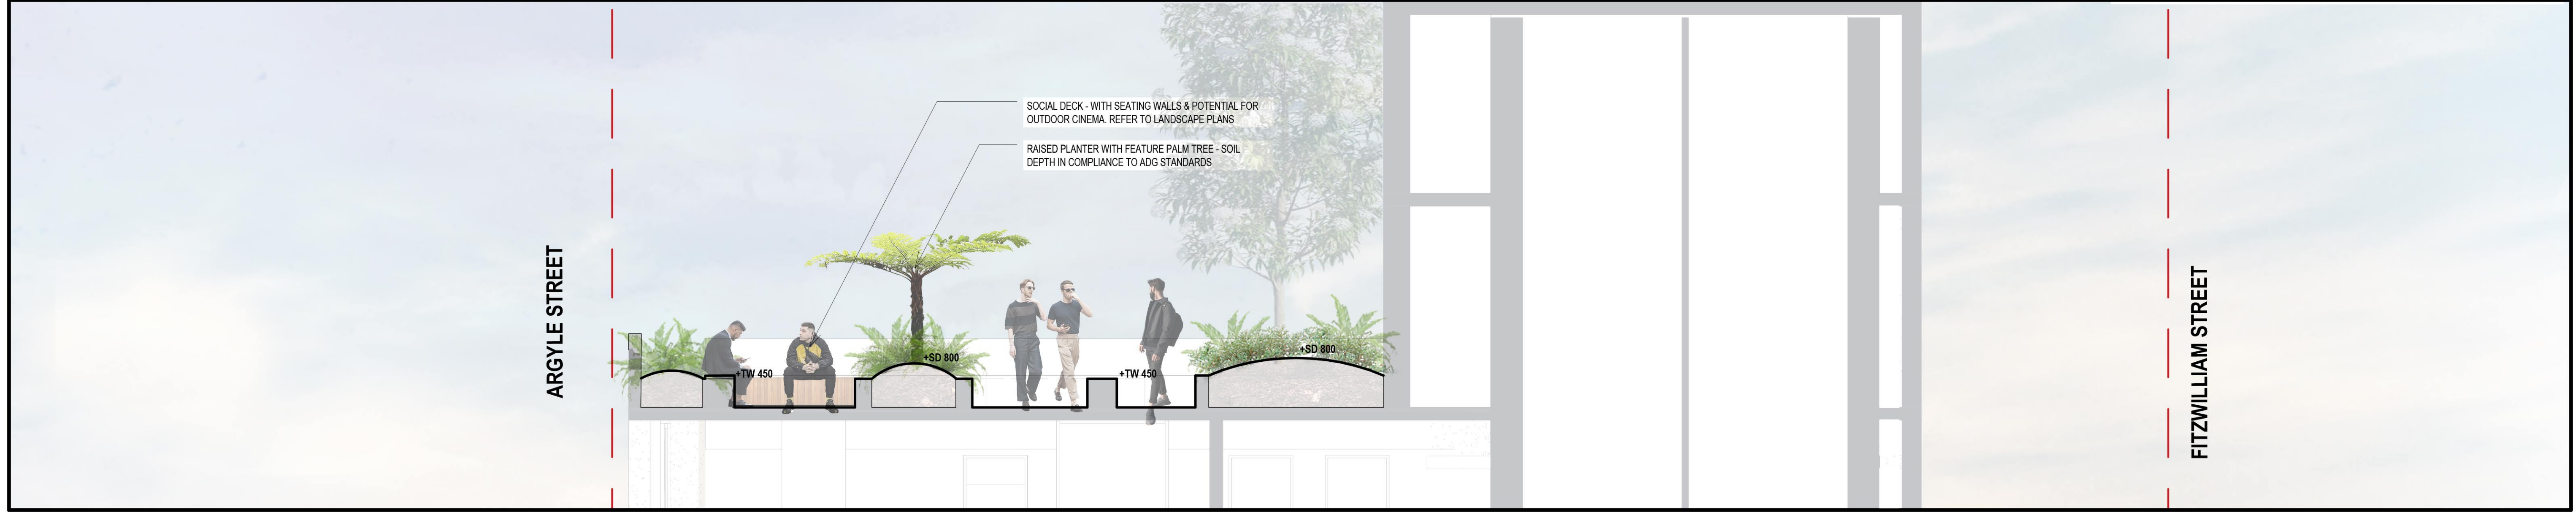 SOCIAL DECK - WITH SEATING WALLS & POTENTIAL FOR
OUTDOOR CINEMA. REFER TO LANDSCAPE PLANS
RAISED PLANTER WITH FEATURE PALM TREE - SOIL
DEPTH IN COMPLIANCE TO ADG STANDARDS
ARGYLE STREET
FITZWILLIAM STREET
+SD 800
+SD 800
+TW 450
+TW 450